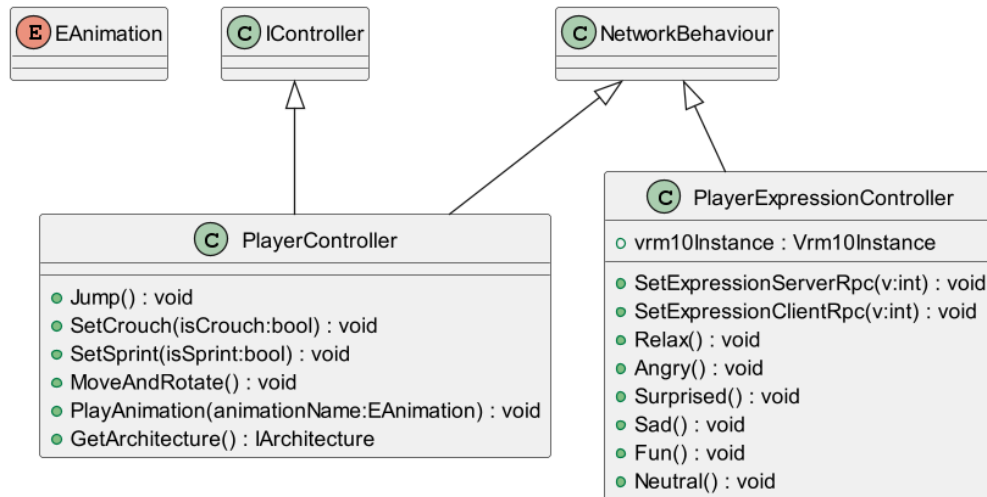 E EAnimation
C IController
C NetworkBehaviour
C PlayerController
Jump() : void
SetCrouch(isCrouch:bool) : void
SetSprint(isSprint:bool) : void
MoveAndRotate() : void
PlayAnimation(animationName:EAnimation) : void
GetArchitecture() : IArchitecture
C PlayerExpressionController
vrm10Instance : Vrm10Instance
SetExpressionServerRpc(v:int) : void
SetExpressionClientRpc(v:int) : void
Relax() : void
Angry() : void
Surprised() : void
Sad() : void
Fun() : void
Neutral() : void